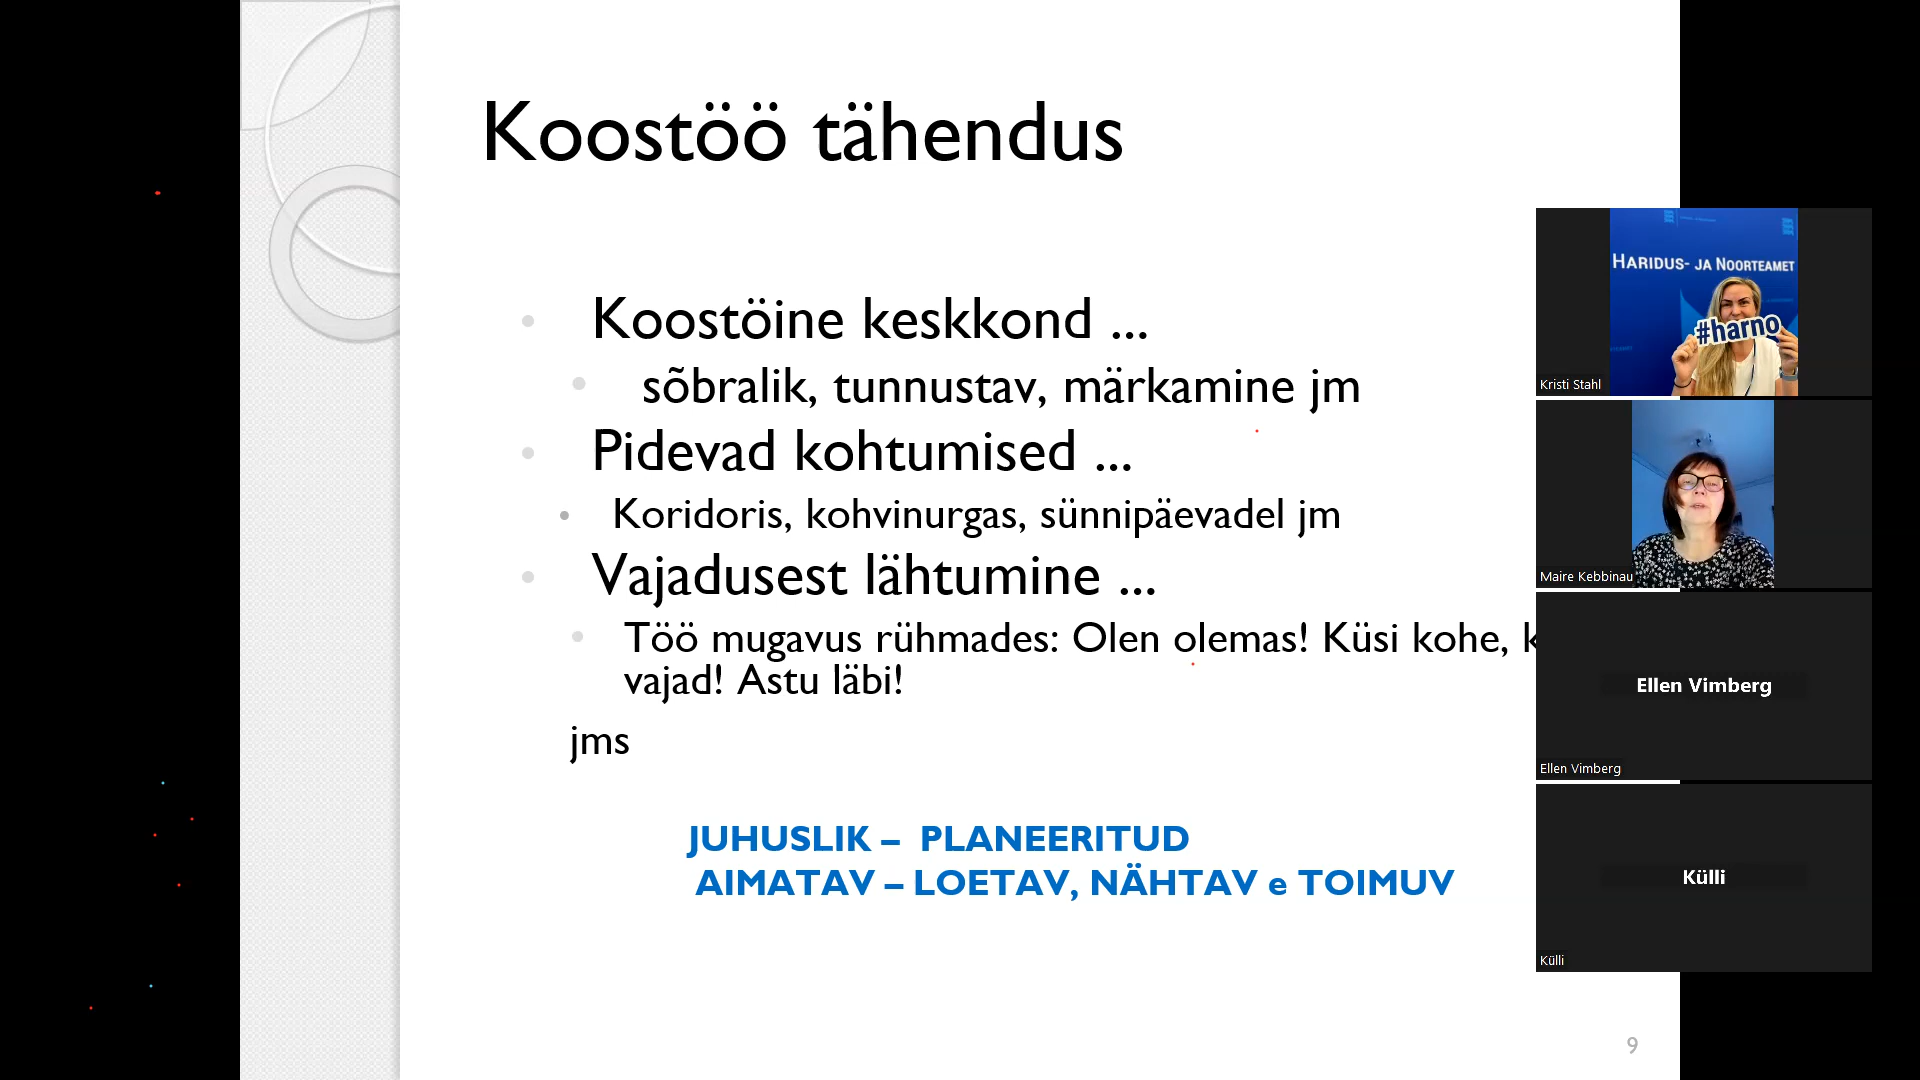 Koostöö tähendus
Koostöine keskkond ...
sõbralik, tunnustav, märkamine jm
Pidevad kohtumised ...
Koridoris, kohvinurgas, sünnipäevadel jm
Vajadusest lähtumine ...
Töö mugavus rühmades: Olen olemas! Küsi kohe, k
vajad! Astu läbi!
jms
JUHUSLIK – PLANEERITUD
AIMATAV – LOETAV, NÄHTAV e TOIMUV
9
HARIDUS- JA NOORTEAMET
#harno
Kristi Stahl
Maire Kebbinau
Ellen Vimberg
Ellen Vimberg
Külli
Külli